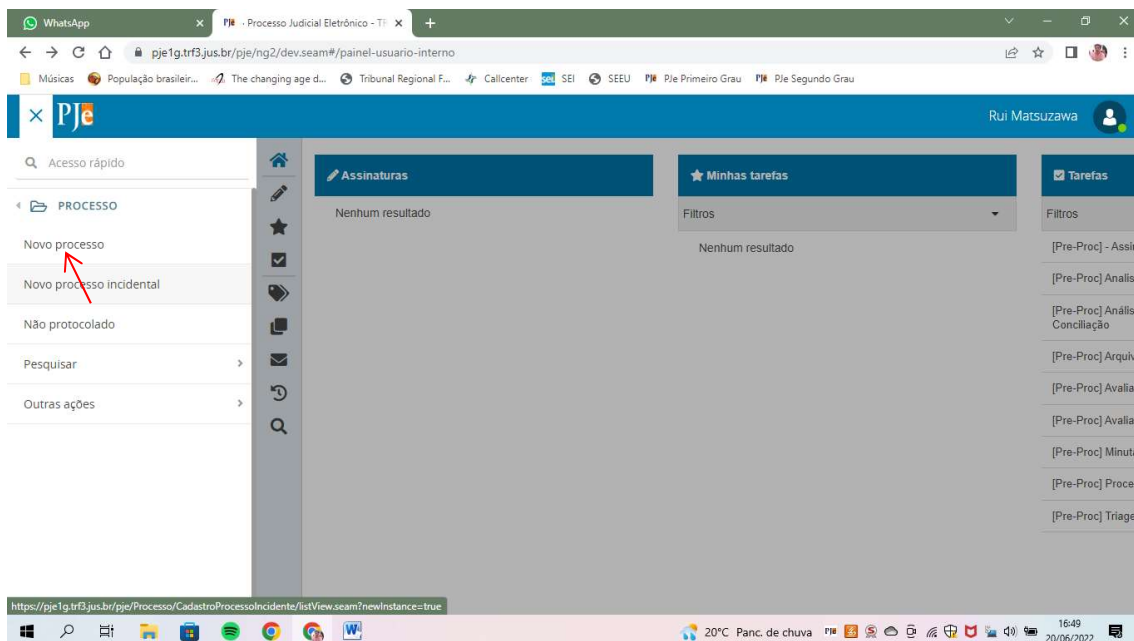 WhatsApp
PJe · Processo Judicial Eletrônico - TF
pje1g.trf3.jus.br/pje/ng2/dev.seam#/painel-usuario-interno
Músicas População brasileir... The changing age d... Tribunal Regional F... Callcenter sei SEI SEEU PJe PJe Primeiro Grau PJe PJe Segundo Grau
PJe Rui Matsuzawa
Acesso rápido
PROCESSO
Novo processo
Novo processo incidental
Não protocolado
Pesquisar
Outras ações
Assinaturas
Nenhum resultado
Minhas tarefas
Filtros
Nenhum resultado
Tarefas
Filtros
[Pre-Proc] - Assi
[Pre-Proc] Analis
[Pre-Proc] Anális
Conciliação
[Pre-Proc] Arquiv
[Pre-Proc] Avalia
[Pre-Proc] Avalia
[Pre-Proc] Minut
[Pre-Proc] Proce
[Pre-Proc] Triage
https://pje1g.trf3.jus.br/pje/Processo/CadastroProcessoIncidente/listView.seam?newInstance=true
W 20°C Panc. de chuva PJe 16:49
20/06/2022